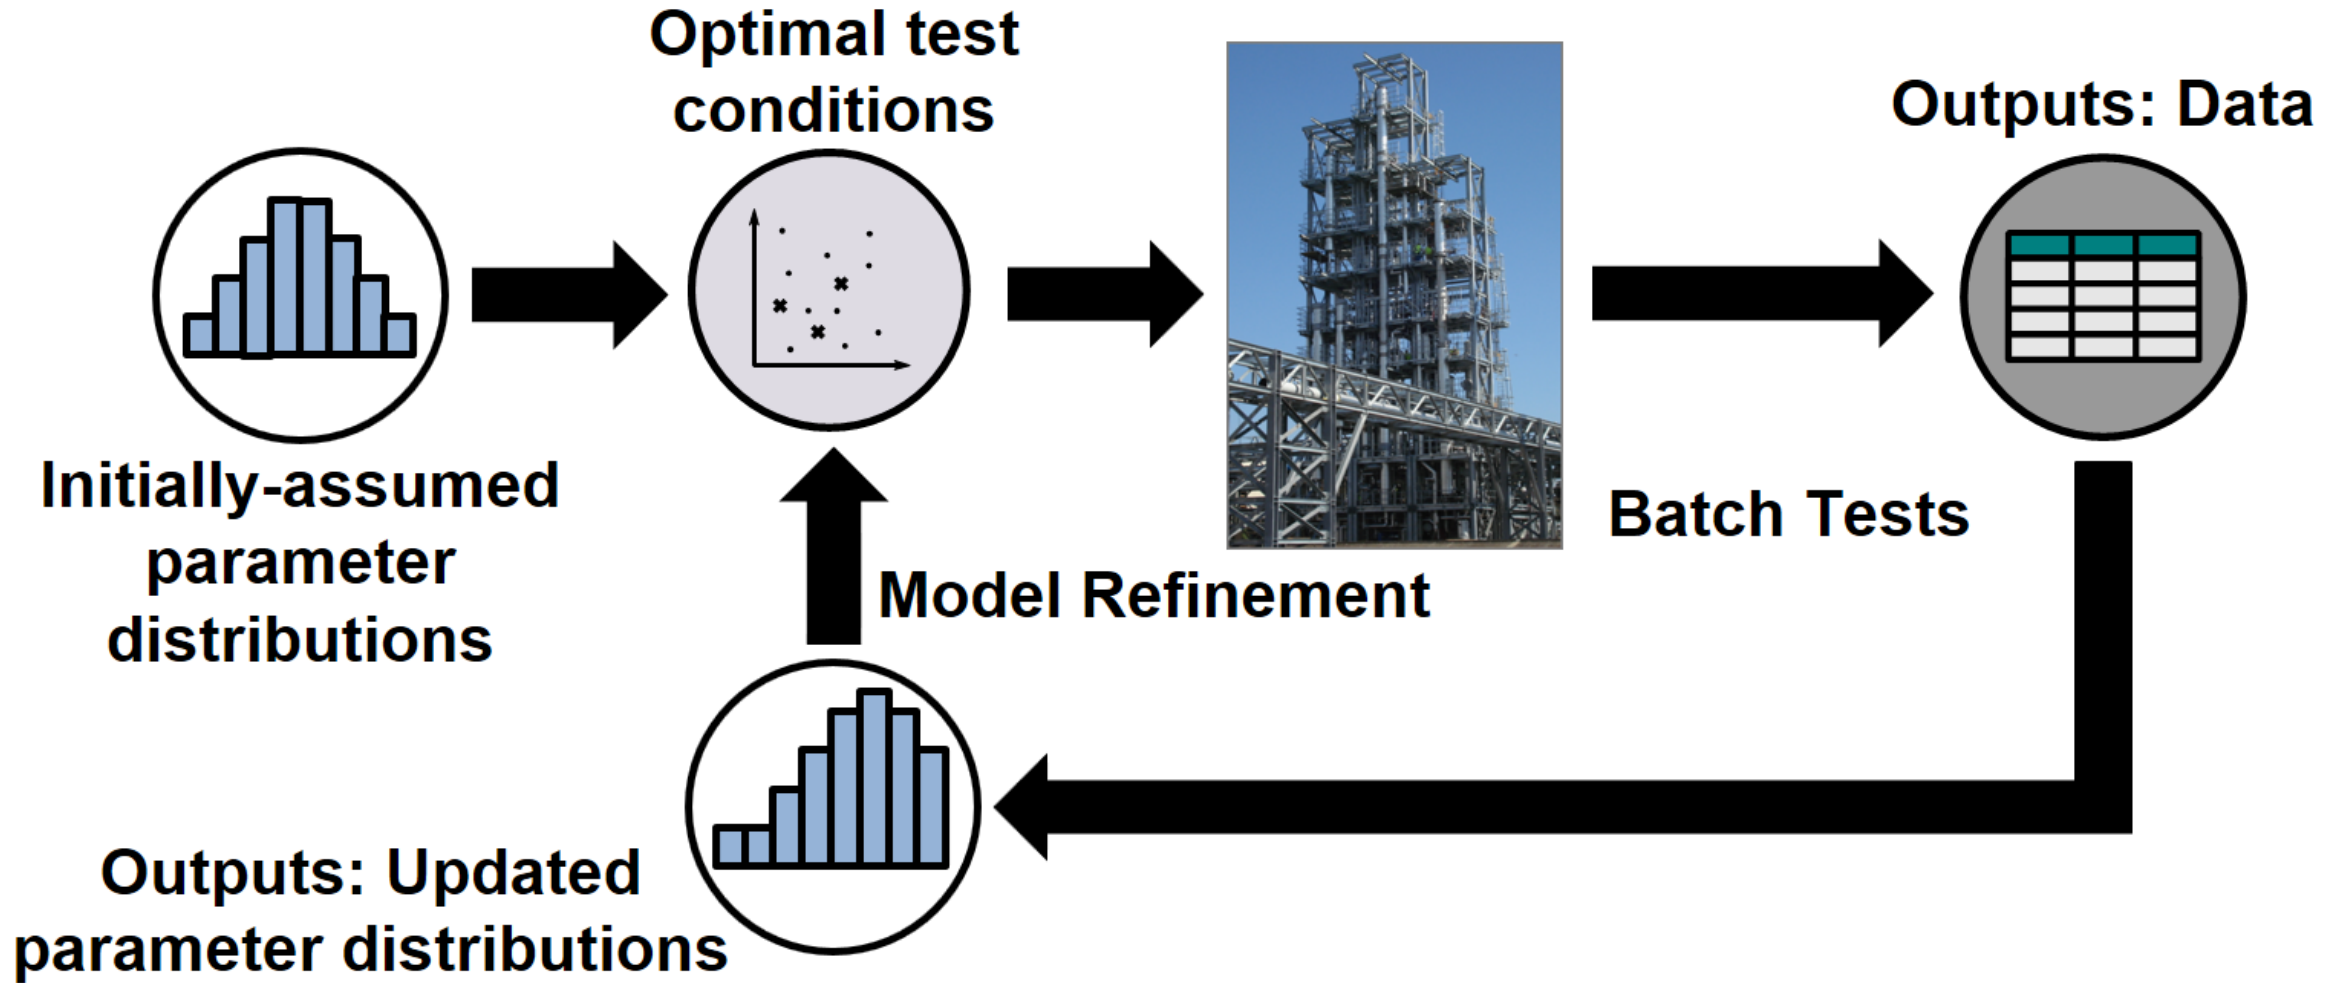 Optimal test
conditions
Outputs: Data
Initially-assumed
parameter
distributions
Batch Tests
Model Refinement
Outputs: Updated
parameter distributions